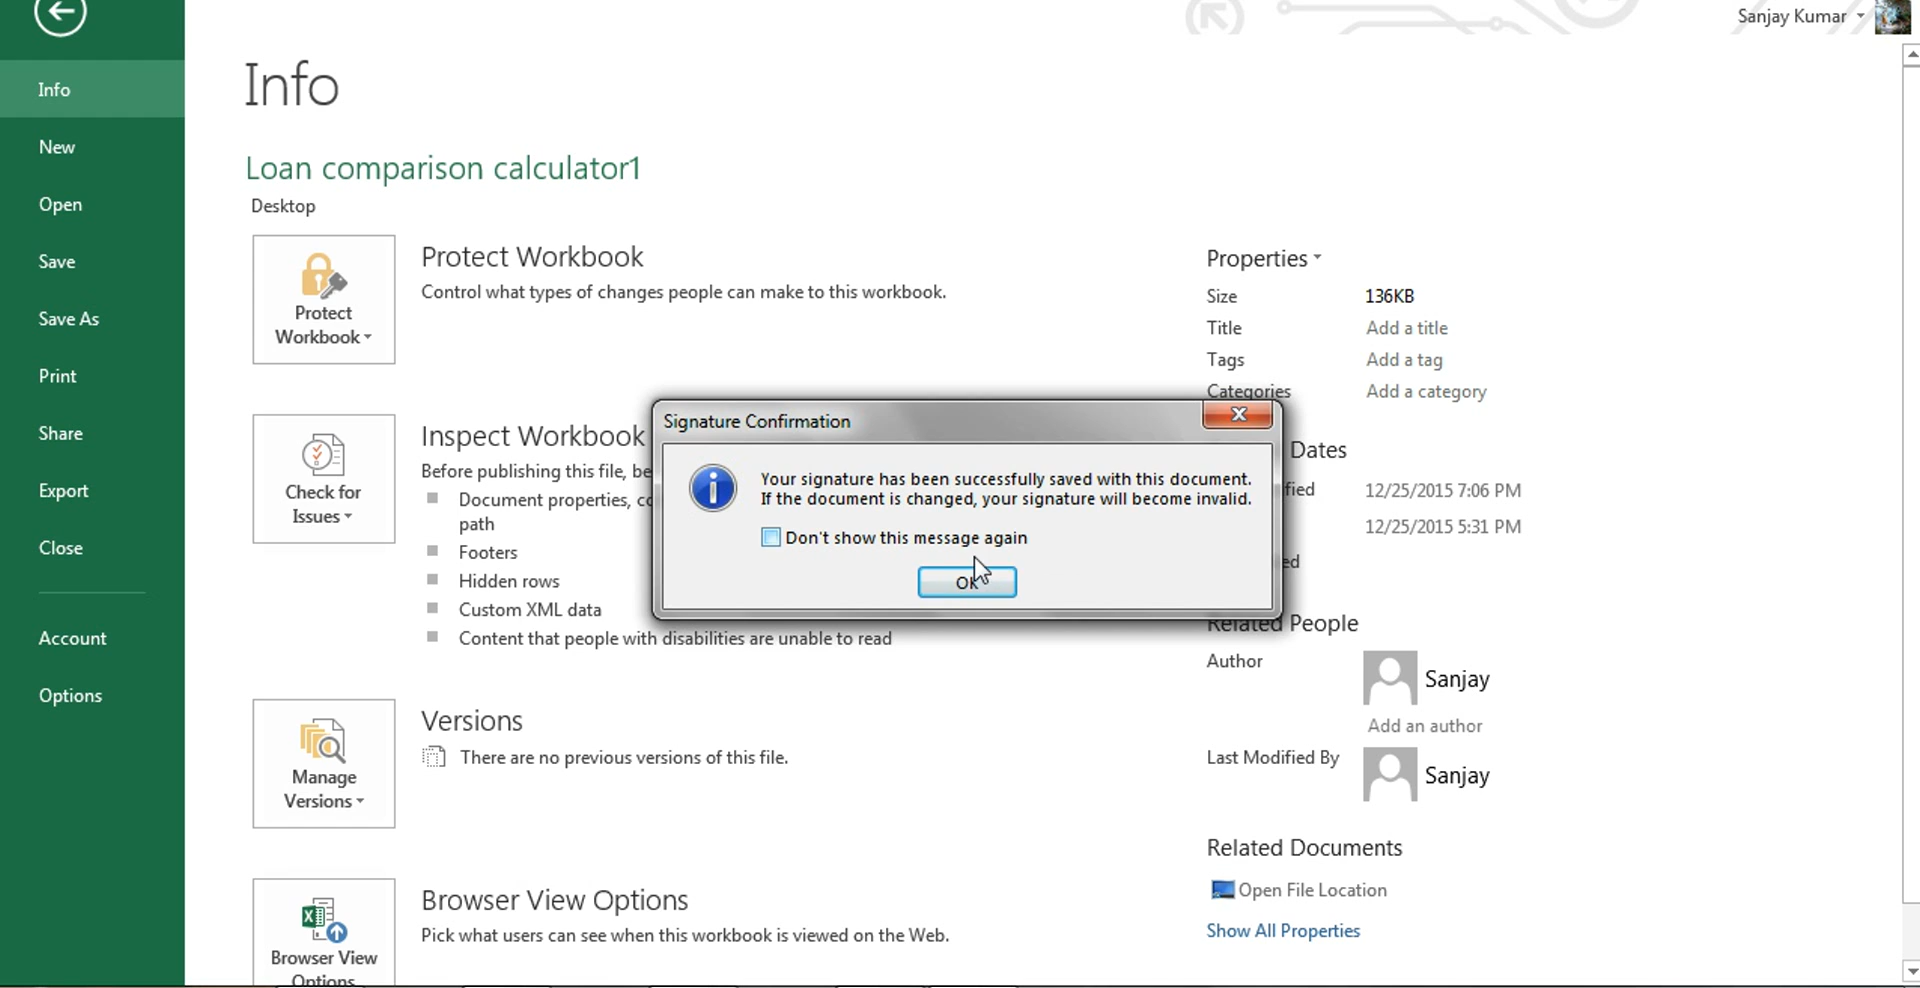 Sanjay Kumar
Info
New
Open
Save
Save As
Print
Share
Export
Close
Account
Options
Info
Loan comparison calculator1
Desktop
Protect
Workbook
Protect Workbook
Control what types of changes people can make to this workbook.
Check for
Issues
Inspect Workbook
Before publishing this file, be
Document properties, co
path
Footers
Hidden rows
Custom XML data
Content that people with disabilities are unable to read
Manage
Versions
Versions
There are no previous versions of this file.
Browser View
Options
Browser View Options
Pick what users can see when this workbook is viewed on the Web.
Signature Confirmation
Your signature has been successfully saved with this document.
If the document is changed, your signature will become invalid.
Don't show this message again
OK
Properties
Size 136KB
Title Add a title
Tags Add a tag
Categories Add a category
Dates
fied 12/25/2015 7:06 PM
12/25/2015 5:31 PM
ed
Related People
Author Sanjay
Add an author
Last Modified By Sanjay
Related Documents
Open File Location
Show All Properties